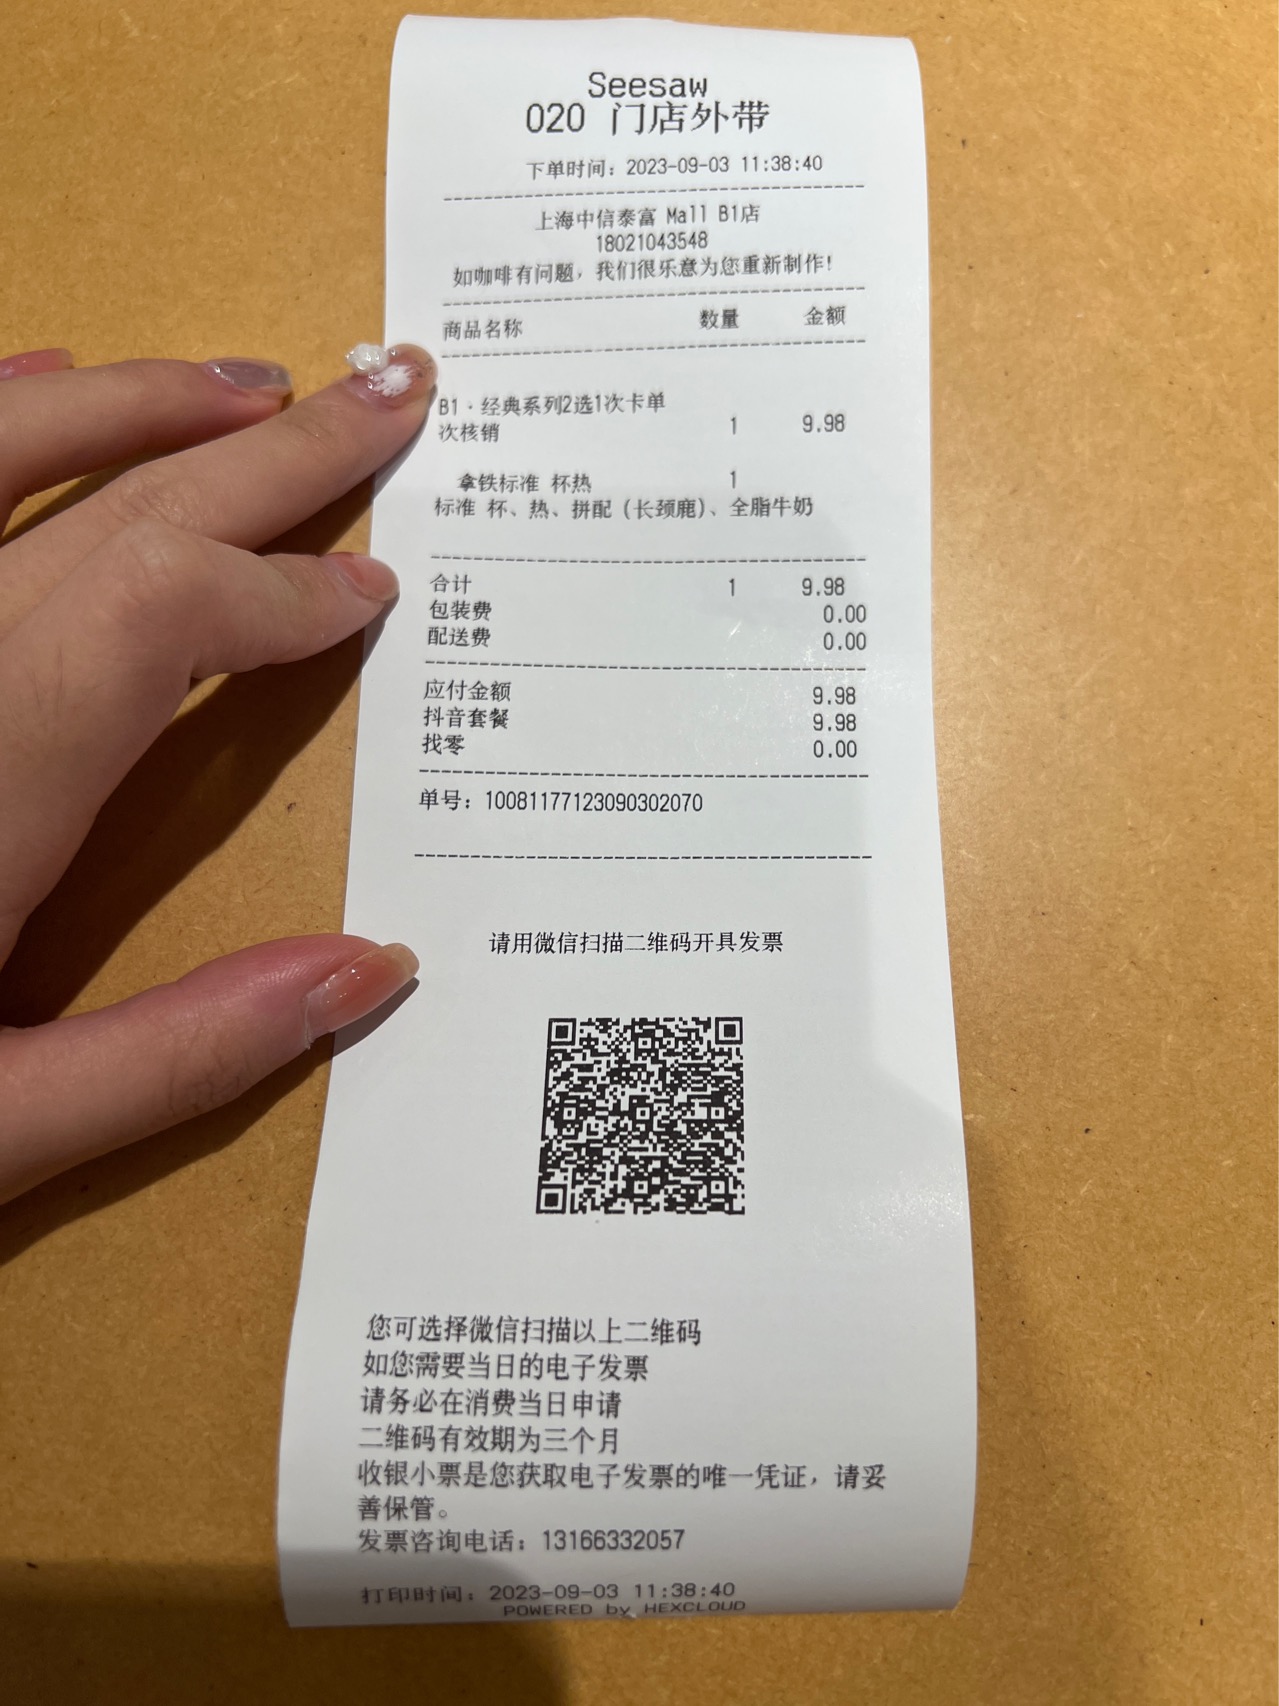 Seesaw
020 门店外带
下单时间：2023-09-03 11:38:40
上海中信泰富 Mall B1店
18021043548
如咖啡有问题，我们很乐意为您重新制作！
商品名称 数量 金额
B1·经典系列2选1次卡单
次核销 1 9.98
拿铁标准 杯热 1
标准 杯、热、拼配（长颈鹿）、全脂牛奶
合计 1 9.98
包装费 0.00
配送费 0.00
应付金额 9.98
抖音套餐 9.98
找零 0.00
单号：10081177123090302070
请用微信扫描二维码开具发票
您可选择微信扫描以上二维码
如您需要当日的电子发票
请务必在消费当日申请
二维码有效期为三个月
收银小票是您获取电子发票的唯一凭证，请妥
善保管。
发票咨询电话：13166332057
打印时间：2023-09-03 11:38:40
POWERED by HEXCLOUD